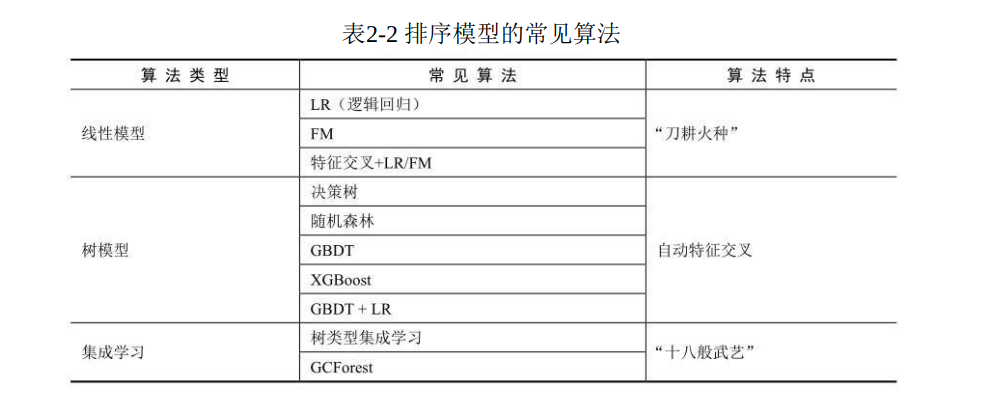 表2-2 排序模型的常见算法
算法类型 常见算法 算法特点
LR（逻辑回归）
线性模型 FM “刀耕火种”
特征交叉+LR/FM
决策树
随机森林
树模型 GBDT 自动特征交叉
XGBoost
GBDT + LR
树类型集成学习
集成学习 “十八般武艺”
GCForest